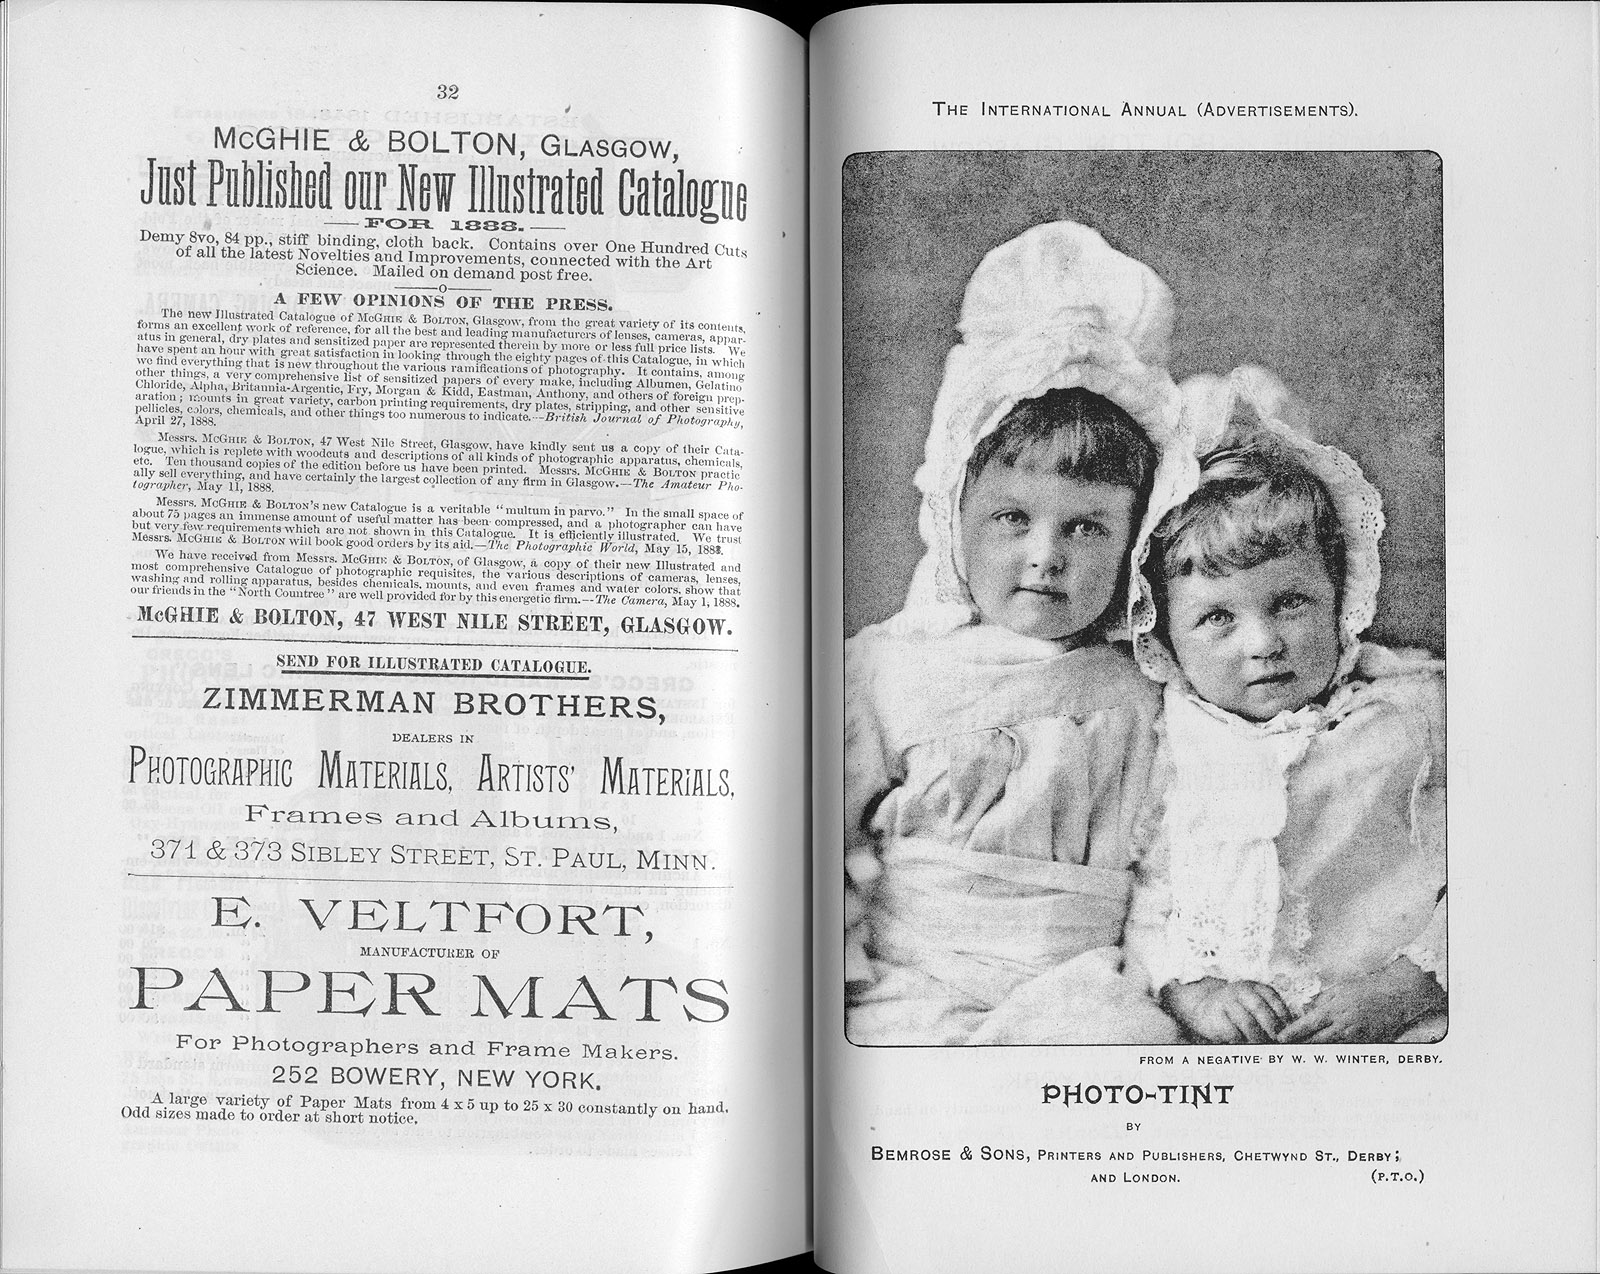 32
McGHIE & BOLTON, GLASGOW,
Just Published our New Illustrated Catalogue
FOR 1888.
Demy 8vo, 84 pp., stiff binding, cloth back. Contains over One Hundred Cuts
of all the latest Novelties and Improvements, connected with the Art
Science. Mailed on demand post free.
A FEW OPINIONS OF THE PRESS.
The new Illustrated Catalogue of McGHIE & BOLTON, Glasgow, from the great variety of its contents,
forms an excellent work of reference, for all the best and leading manufacturers of lenses, cameras, appar-
atus in general, dry plates and sensitized paper are represented therein by more or less full price lists. We
have spent an hour with great satisfaction in looking through the eighty pages of this Catalogue, in which
we find everything that is new throughout the various ramifications of photography. It contains, among
other things, a very comprehensive list of sensitized papers of every make, including Albumen, Gelatino
Chloride, Alpha, Britannia-Argentic, Fry, Morgan & Kidd, Eastman, Anthony, and others of foreign prep-
aration; mounts in great variety, carbon printing requirements, dry plates, stripping, and other sensitive
pellicles, colors, chemicals, and other things too numerous to indicate.—British Journal of Photography,
April 27, 1888.
Messrs. McGHIE & BOLTON, 47 West Nile Street, Glasgow, have kindly sent us a copy of their Cata-
logue, which is replete with woodcuts and descriptions of all kinds of photographic apparatus, chemicals,
etc. Ten thousand copies of the edition before us have been printed. Messrs. McGHIE & BOLTON practic
ally sell everything, and have certainly the largest collection of any firm in Glasgow.—The Amateur Pho-
tographer, May 11, 1888.
Messrs. McGHIE & BOLTON's new Catalogue is a veritable "multum in parvo." In the small space of
about 75 pages an immense amount of useful matter has been compressed, and a photographer can have
but very few requirements which are not shown in this Catalogue. It is efficiently illustrated. We trust
Messrs. McGHIE & BOLTON will book good orders by its aid.—The Photographic World, May 15, 1888.
We have received from Messrs. McGHIE & BOLTON, of Glasgow, a copy of their new Illustrated and
most comprehensive Catalogue of photographic requisites, the various descriptions of cameras, lenses,
washing and rolling apparatus, besides chemicals, mounts, and even frames and water colors, show that
our friends in the "North Countree" are well provided for by this energetic firm.—The Camera, May 1, 1888.
McGHIE & BOLTON, 47 WEST NILE STREET, GLASGOW.
SEND FOR ILLUSTRATED CATALOGUE.
ZIMMERMAN BROTHERS,
DEALERS IN
PHOTOGRAPHIC MATERIALS, ARTISTS' MATERIALS,
Frames and Albums,
371 & 373 SIBLEY STREET, ST. PAUL, MINN.
E. VELTFORT,
MANUFACTURER OF
PAPER MATS
For Photographers and Frame Makers.
252 BOWERY, NEW YORK.
A large variety of Paper Mats from 4 x 5 up to 25 x 30 constantly on hand.
Odd sizes made to order at short notice.
THE INTERNATIONAL ANNUAL (ADVERTISEMENTS).
FROM A NEGATIVE BY W. W. WINTER, DERBY.
PHOTO-TINT
BY
BEMROSE & SONS, PRINTERS AND PUBLISHERS, CHETWYND ST., DERBY;
AND LONDON. (P.T.O.)